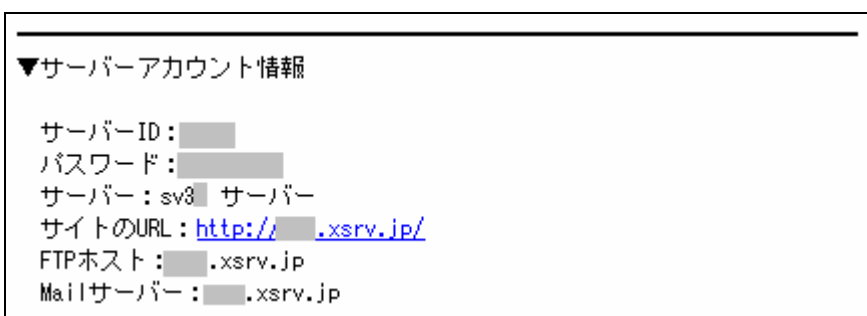 ▼サーバーアカウント情報
サーバーID：
パスワード：
サーバー：sv3 サーバー
サイトのURL：http://.xsrv.jp/
FTPホスト：.xsrv.jp
Mailサーバー：.xsrv.jp